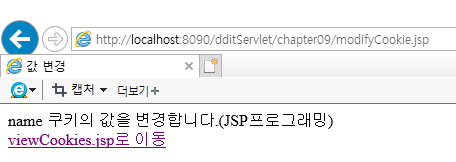 http://localhost:8090/dditServlet/chapter09/modifyCookie.jsp
값 변경
캡처 더보기+
name 쿠키의 값을 변경합니다.(JSP프로그래밍)
viewCookies.jsp로 이동